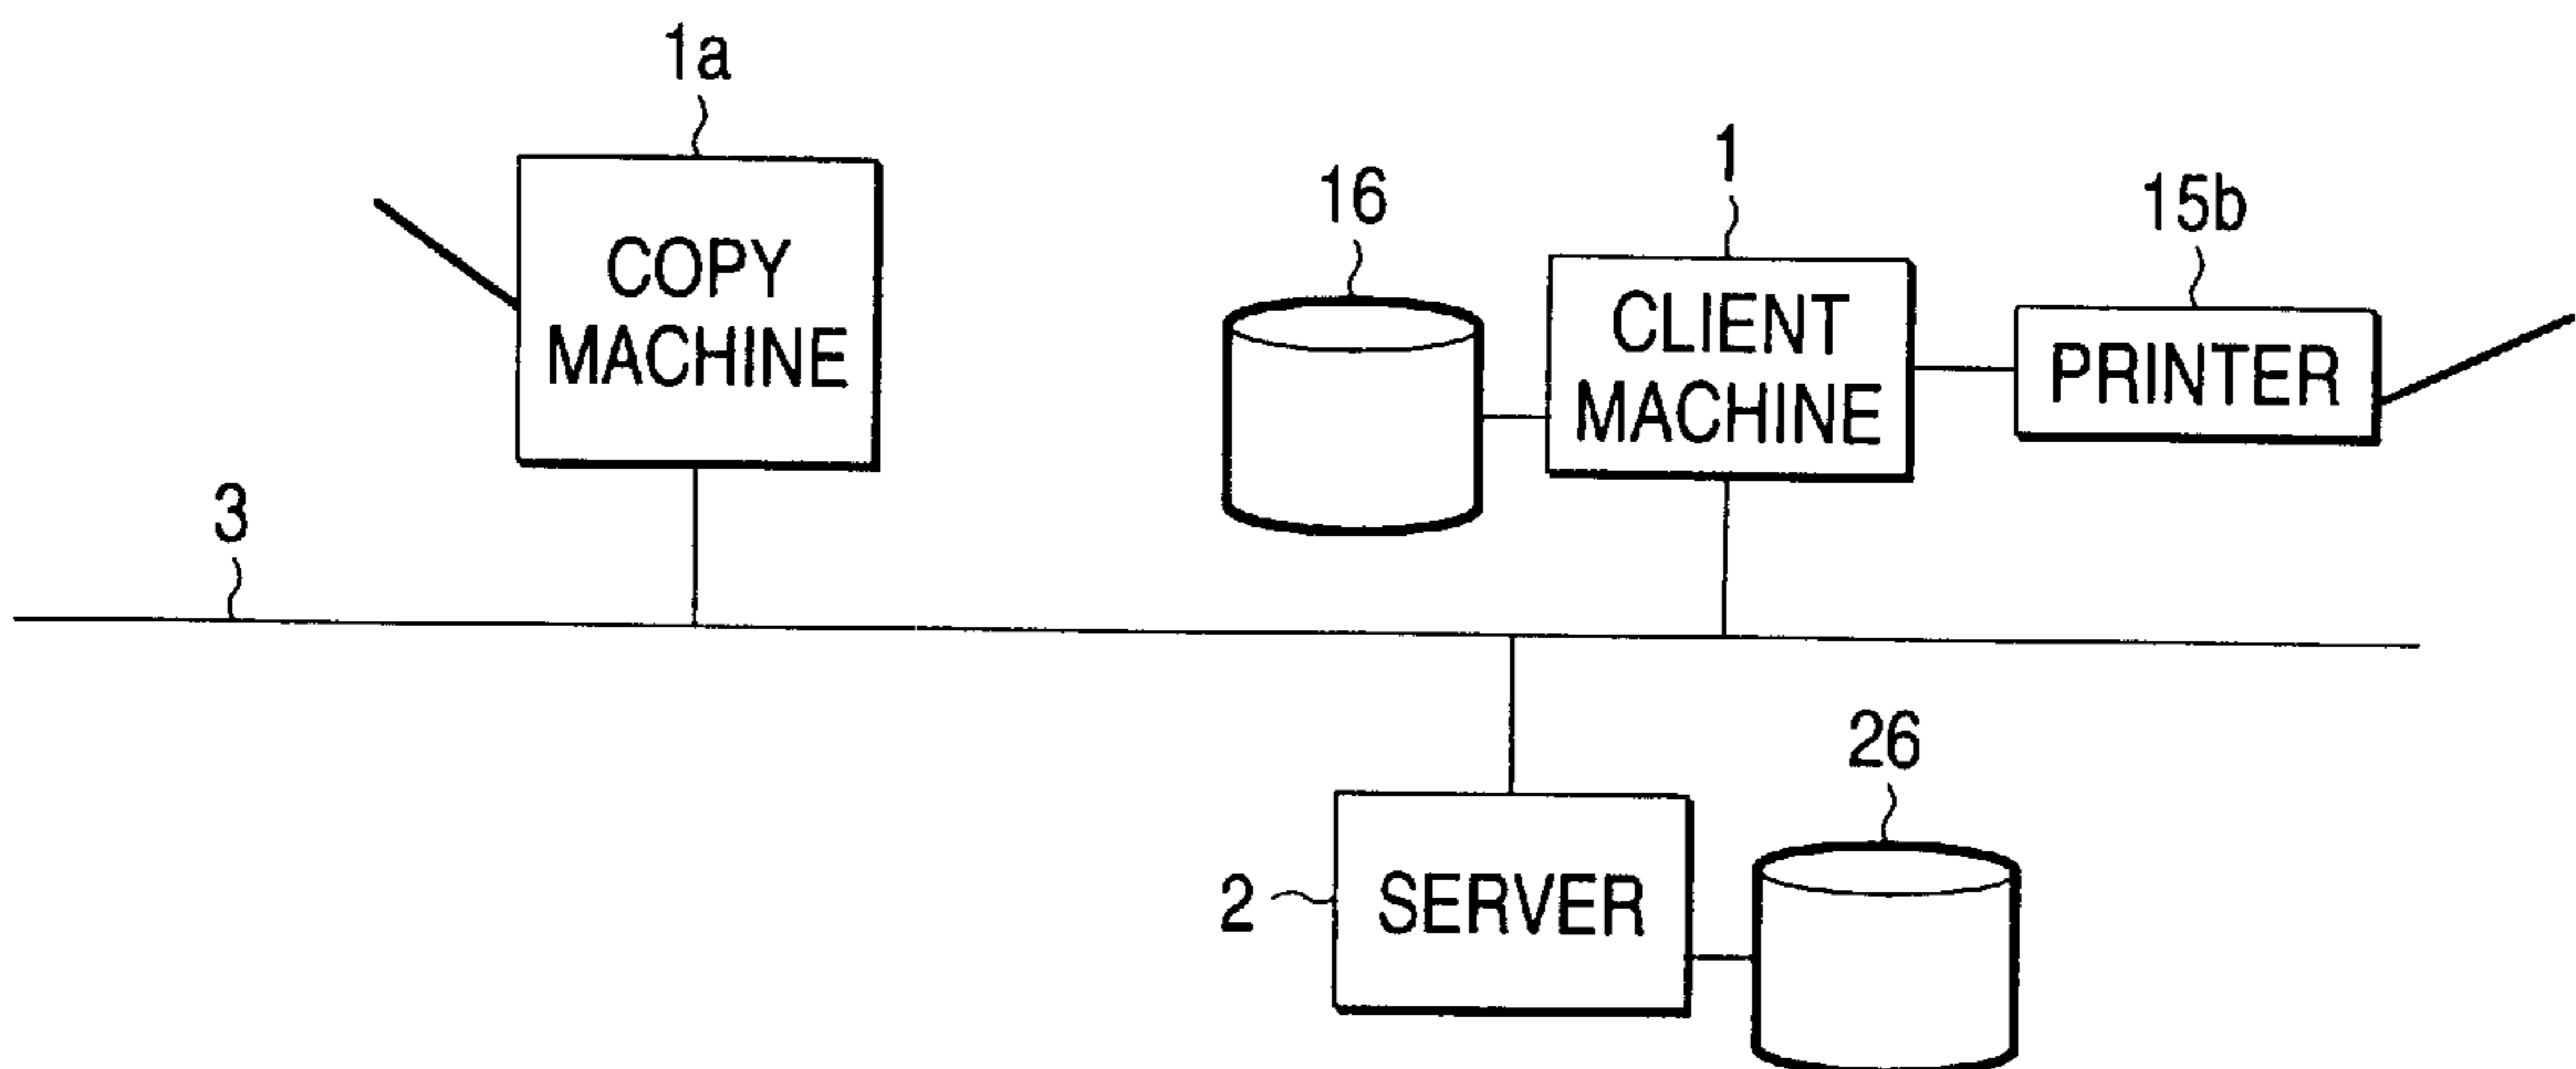 1a
COPY
MACHINE
16
1
CLIENT
MACHINE
15b
PRINTER
3
2
SERVER
26